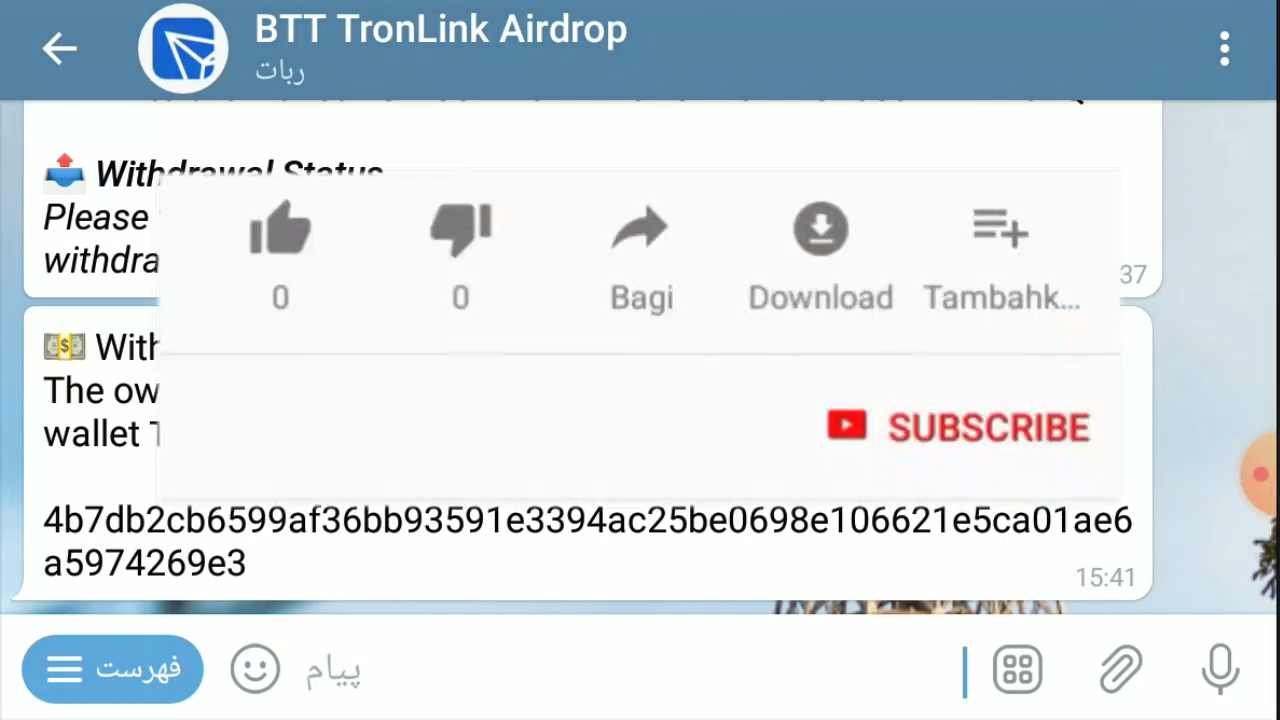 BTT TronLink Airdrop
ربات
Withdrawal Status
Please
withdra
37
0
0
Bagi
Download
Tambahk...
With
The ow
wallet T
SUBSCRIBE
4b7db2cb6599af36bb93591e3394ac25be0698e106621e5ca01ae6
a5974269e3
15:41
فهرست
پیام